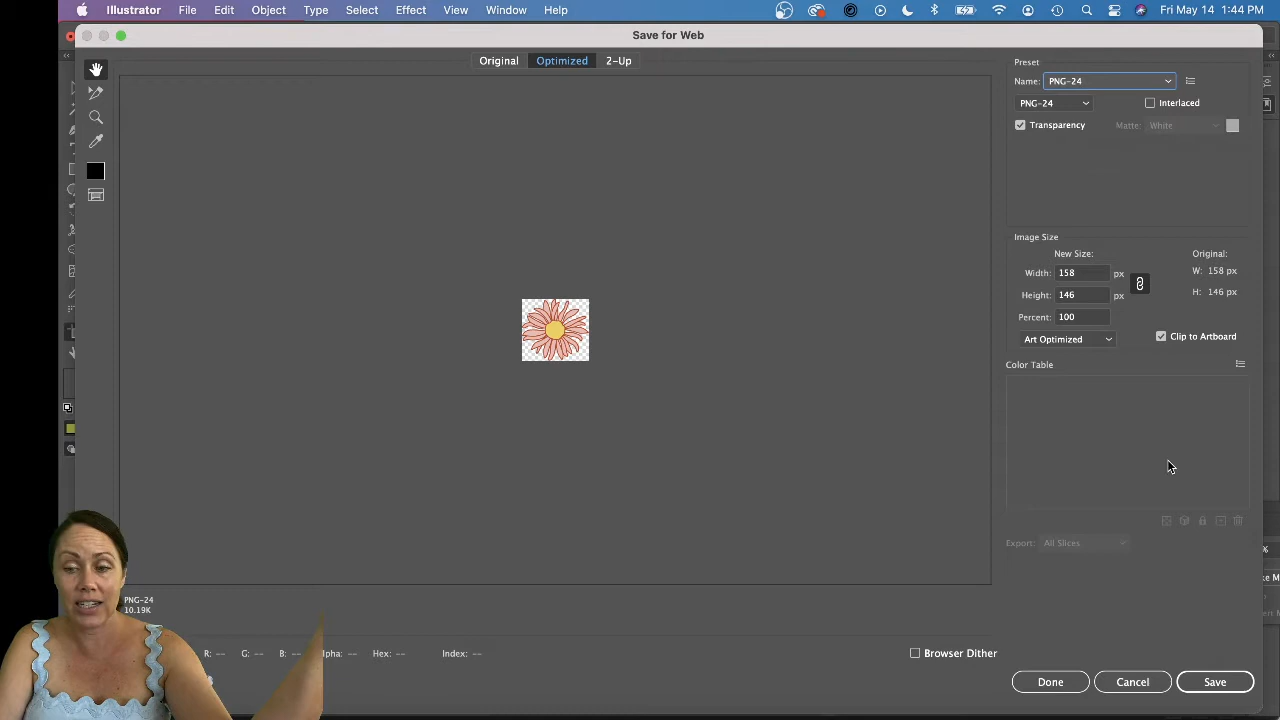 Illustrator File Edit Object Type Select Effect View Window Help Fri May 14 1:44 PM
Save for Web
Original Optimized 2-Up
Preset
Name: PNG-24
PNG-24 Interlaced
Transparency Matte: White
Image Size
New Size: Original:
Width: 158 px W: 158 px
Height: 146 px H: 146 px
Percent: 100
Art Optimized Clip to Artboard
Color Table
Export: All Slices
PNG-24
10.19K
R: -- G: -- B: -- lpha: -- Hex: -- Index: --
Browser Dither
Done Cancel Save